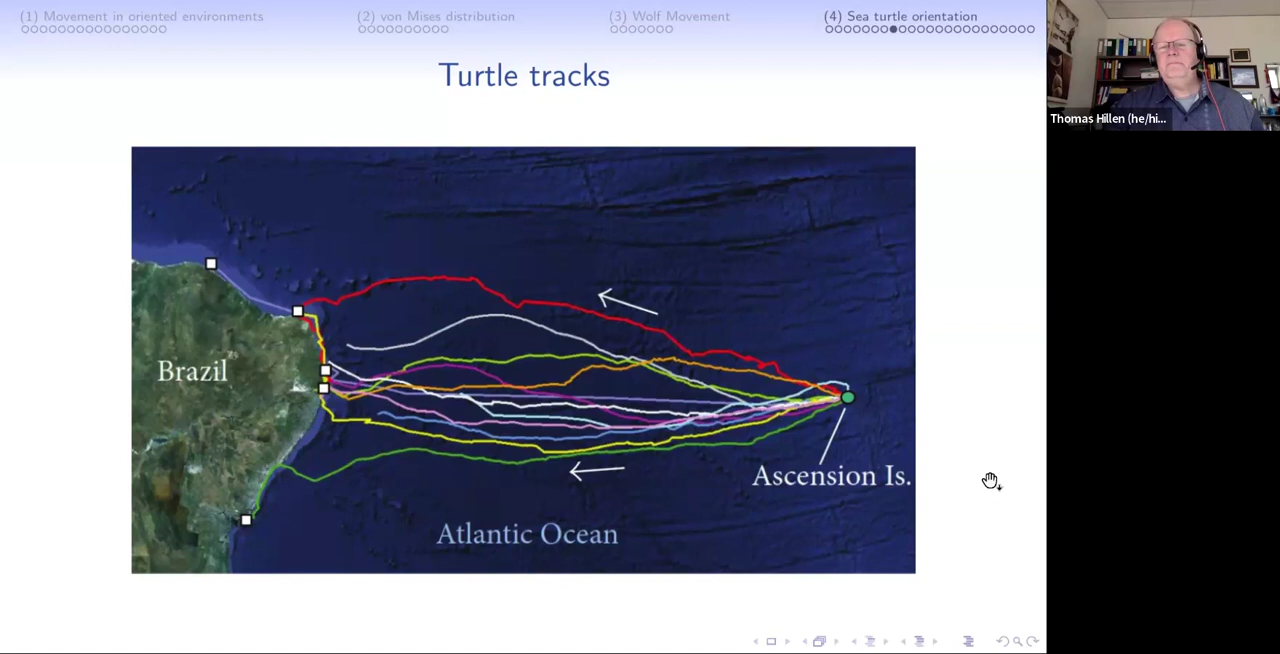 (1) Movement in oriented environments
(2) von Mises distribution
(3) Wolf Movement
(4) Sea turtle orientation
Turtle tracks
Thomas Hillen (he/hi...
Brazil
Ascension Is.
Atlantic Ocean